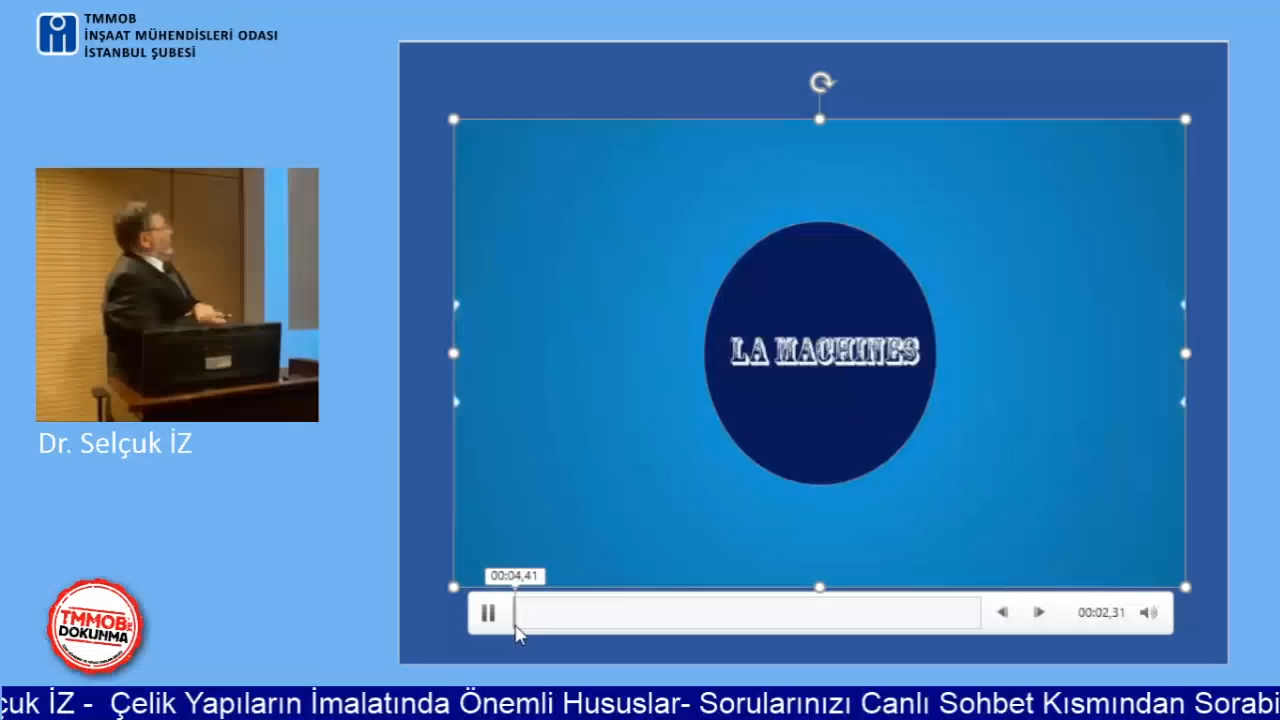 TMMOB
İNŞAAT MÜHENDİSLERİ ODASI
İSTANBUL ŞUBESİ
LA MACHINES
Dr. Selçuk İZ
00:04,41
00:02,31
TMMOB'ye
DOKUNMA
çuk İZ - Çelik Yapıların İmalatında Önemli Hususlar- Sorularınızı Canlı Sohbet Kısmından Sorabi